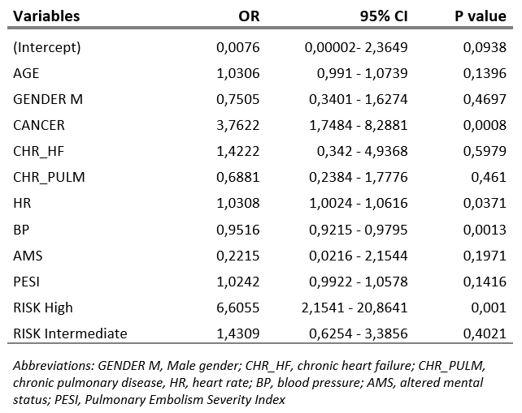 Variables OR 95% CI P value
(Intercept) 0,0076 0,00002- 2,3649 0,0938
AGE 1,0306 0,991 - 1,0739 0,1396
GENDER M 0,7505 0,3401 - 1,6274 0,4697
CANCER 3,7622 1,7484 - 8,2881 0,0008
CHR_HF 1,4222 0,342 - 4,9368 0,5979
CHR_PULM 0,6881 0,2384 - 1,7776 0,461
HR 1,0308 1,0024 - 1,0616 0,0371
BP 0,9516 0,9215 - 0,9795 0,0013
AMS 0,2215 0,0216 - 2,1544 0,1971
PESI 1,0242 0,9922 - 1,0578 0,1416
RISK High 6,6055 2,1541 - 20,8641 0,001
RISK Intermediate 1,4309 0,6254 - 3,3856 0,4021
Abbreviations: GENDER M, Male gender; CHR_HF, chronic heart failure; CHR_PULM,
chronic pulmonary disease, HR, heart rate; BP, blood pressure; AMS, altered mental
status; PESI, Pulmonary Embolism Severity Index